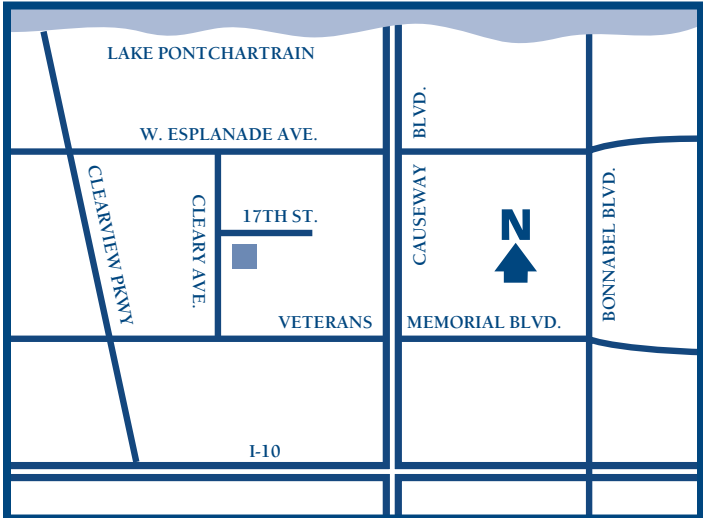 LAKE PONTCHARTRAIN
W. ESPLANADE AVE.
CLEARVIEW PKWY
CLEARY AVE.
17TH ST.
CAUSEWAY BLVD.
N
BONNABEL BLVD.
VETERANS MEMORIAL BLVD.
I-10